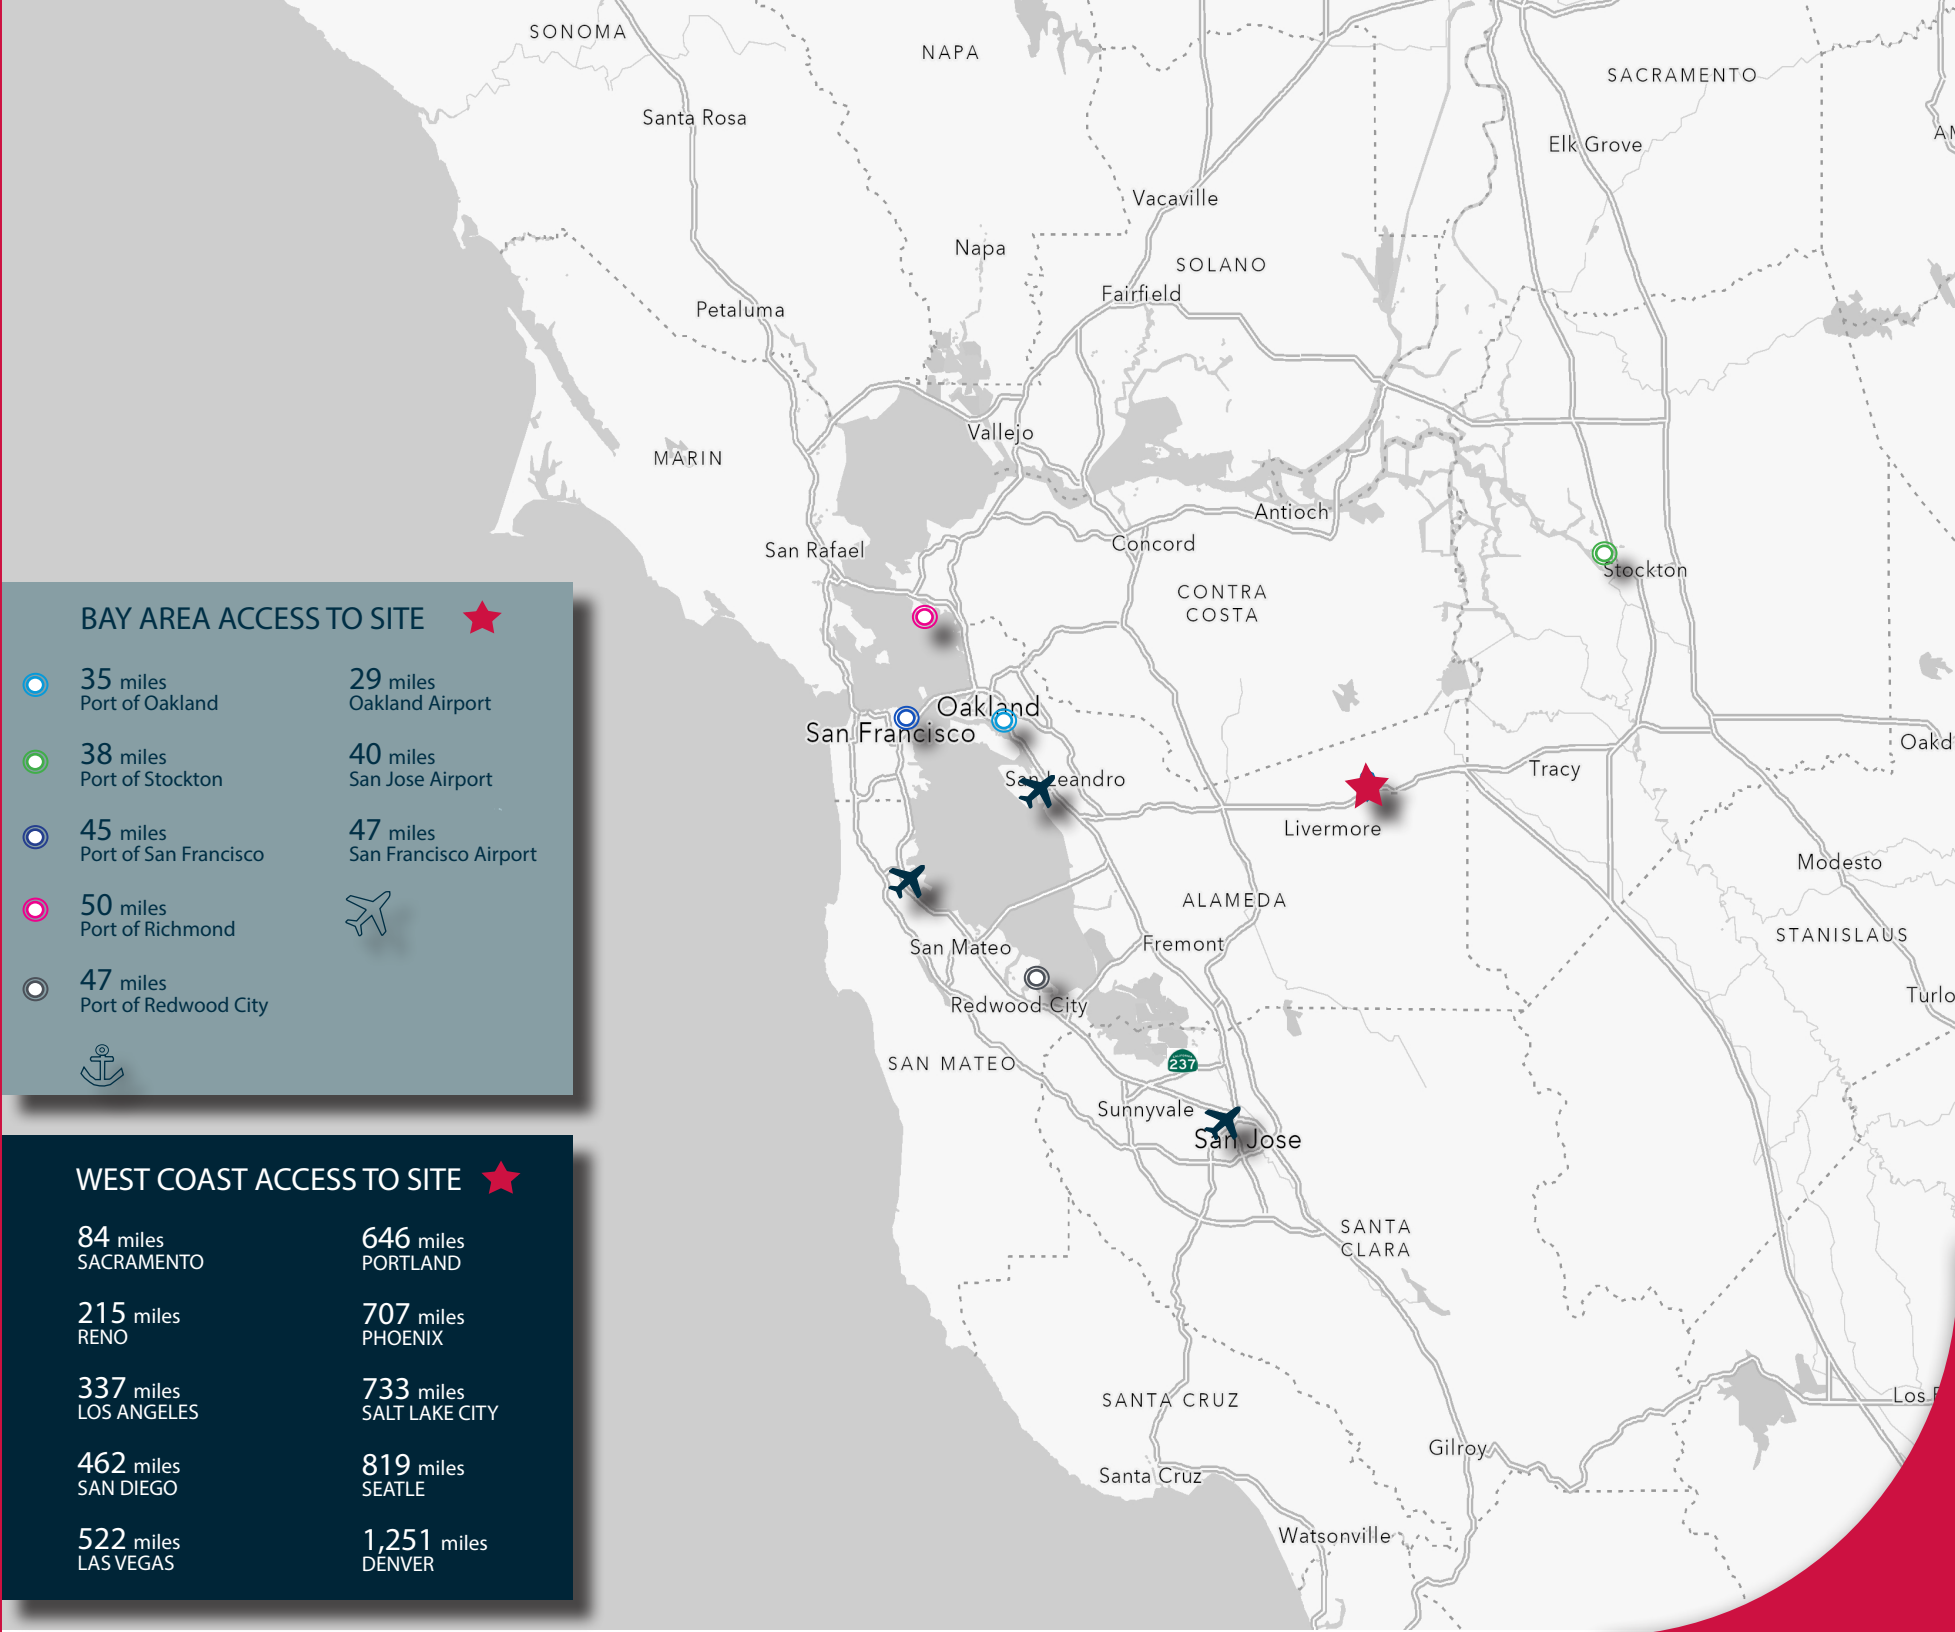 SONOMA
NAPA
SACRAMENTO
Santa Rosa
Elk Grove
Vacaville
Napa
SOLANO
Fairfield
Petaluma
Vallejo
MARIN
Antioch
Concord
San Rafael
Stockton
CONTRA
COSTA
Oakland
San Francisco
Oakd
San Leandro
Tracy
Livermore
Modesto
ALAMEDA
STANISLAUS
San Mateo
Fremont
Turlo
Redwood City
SAN MATEO
237
Sunnyvale
San Jose
SANTA
CLARA
SANTA CRUZ
Los
Gilroy
Santa Cruz
Watsonville
BAY AREA ACCESS TO SITE
35 miles
Port of Oakland
38 miles
Port of Stockton
45 miles
Port of San Francisco
50 miles
Port of Richmond
47 miles
Port of Redwood City
29 miles
Oakland Airport
40 miles
San Jose Airport
47 miles
San Francisco Airport
WEST COAST ACCESS TO SITE
84 miles
SACRAMENTO
215 miles
RENO
337 miles
LOS ANGELES
462 miles
SAN DIEGO
522 miles
LAS VEGAS
646 miles
PORTLAND
707 miles
PHOENIX
733 miles
SALT LAKE CITY
819 miles
SEATLE
1,251 miles
DENVER